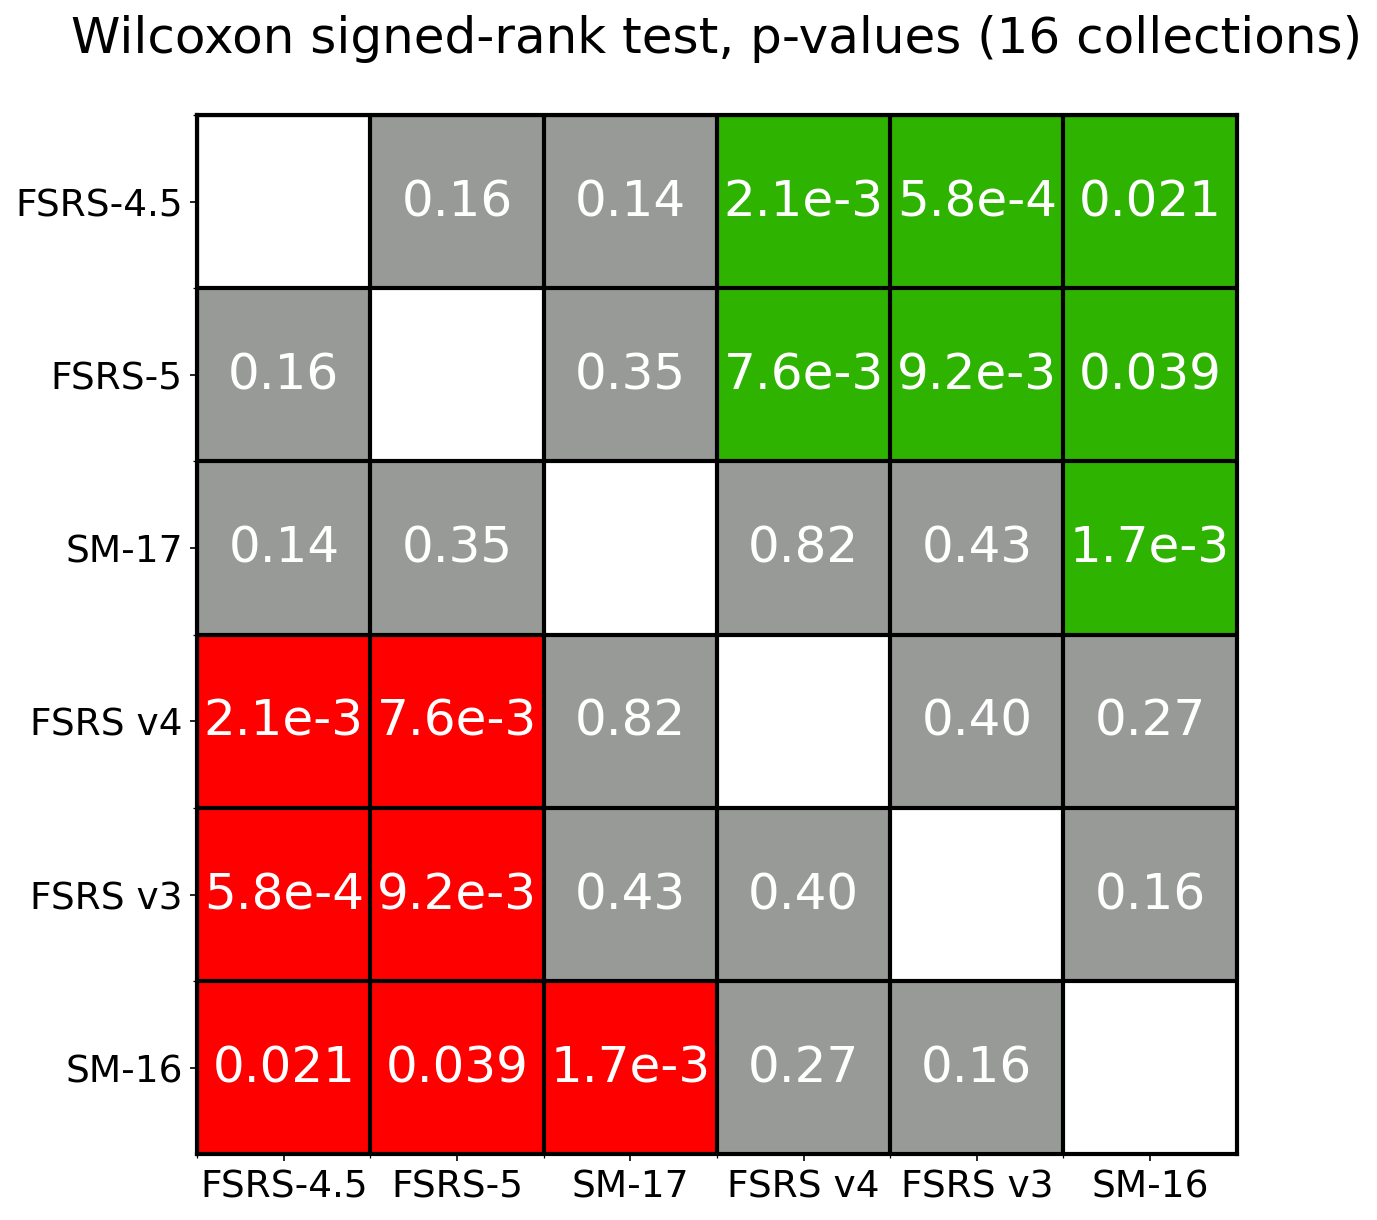 Wilcoxon signed-rank test, p-values (16 collections)
FSRS-4.5 0.16 0.14 2.1e-3 5.8e-4 0.021
FSRS-5 0.16 0.35 7.6e-3 9.2e-3 0.039
SM-17 0.14 0.35 0.82 0.43 1.7e-3
FSRS v4 2.1e-3 7.6e-3 0.82 0.40 0.27
FSRS v3 5.8e-4 9.2e-3 0.43 0.40 0.16
SM-16 0.021 0.039 1.7e-3 0.27 0.16
FSRS-4.5 FSRS-5 SM-17 FSRS v4 FSRS v3 SM-16